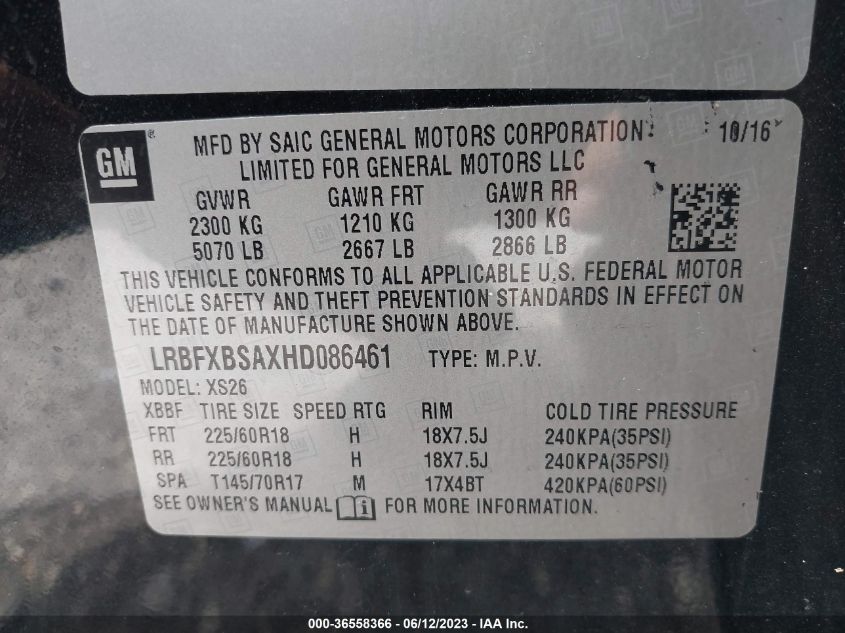 GM ®
MFD BY SAIC GENERAL MOTORS CORPORATION 10/16
LIMITED FOR GENERAL MOTORS LLC
GVWR GAWR FRT GAWR RR
2300 KG 1210 KG 1300 KG
5070 LB 2667 LB 2866 LB
THIS VEHICLE CONFORMS TO ALL APPLICABLE U.S. FEDERAL MOTOR
VEHICLE SAFETY AND THEFT PREVENTION STANDARDS IN EFFECT ON
THE DATE OF MANUFACTURE SHOWN ABOVE.
LRBFXBSAXHD086461 TYPE: M.P.V.
MODEL: XS26
XBBF TIRE SIZE SPEED RTG RIM COLD TIRE PRESSURE
FRT 225/60R18 H 18X7.5J 240KPA(35PSI)
RR 225/60R18 H 18X7.5J 240KPA(35PSI)
SPA T145/70R17 M 17X4BT 420KPA(60PSI)
SEE OWNER'S MANUAL i FOR MORE INFORMATION.
000-36558366 - 06/12/2023 - IAA Inc.